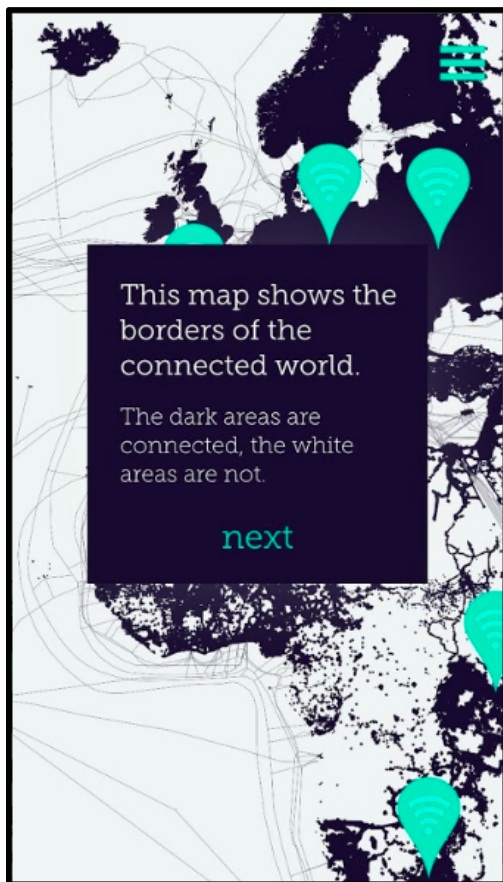 This map shows the
borders of the
connected world.
The dark areas are
connected, the white
areas are not.
next